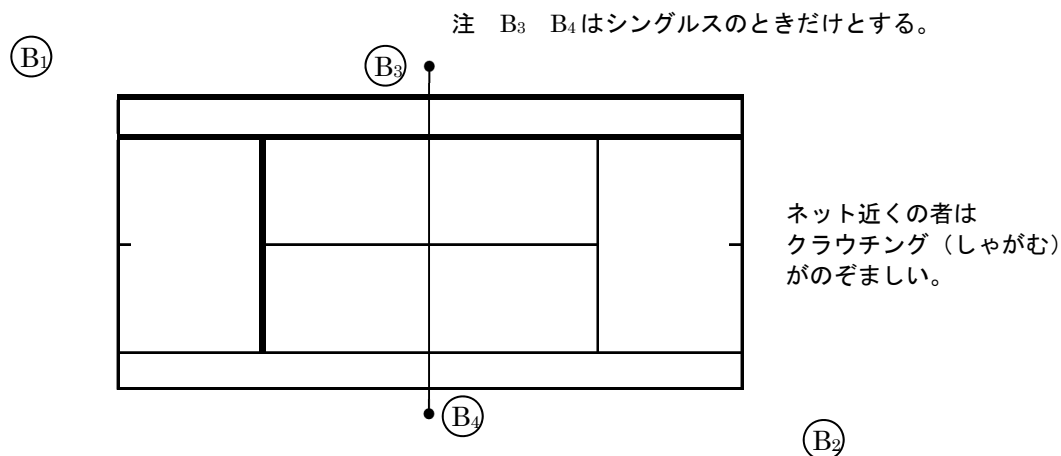 注　B₃　B₄はシングルスのときだけとする。
B₁
B₃
ネット近くの者は
クラウチング（しゃがむ）
がのぞましい。
B₄
B₂